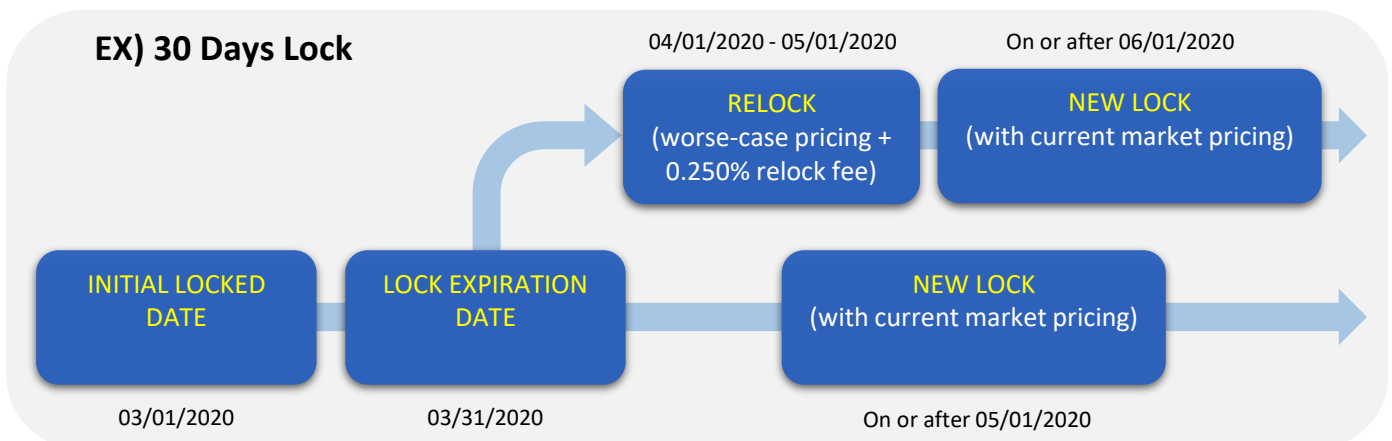 EX) 30 Days Lock
04/01/2020 - 05/01/2020
On or after 06/01/2020
RELOCK
(worse-case pricing +
0.250% relock fee)
NEW LOCK
(with current market pricing)
INITIAL LOCKED
DATE
LOCK EXPIRATION
DATE
NEW LOCK
(with current market pricing)
03/01/2020
03/31/2020
On or after 05/01/2020